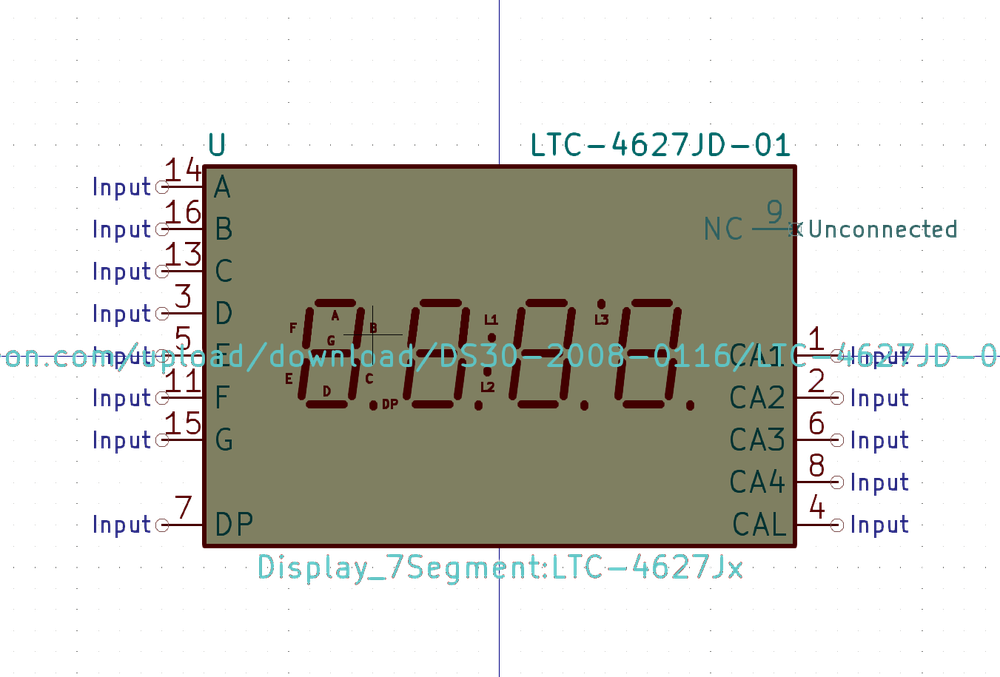 U
LTC-4627JD-01
14
Input
A
16
Input
B
NC
9
Unconnected
13
Input
C
3
Input
D
L1
L3
A
F
B
G
5
Input
E
on.com/upload/download/DS30-2008-0116/LTC-4627JD-0
CA1
1
Input
E
C
L2
D
DP
11
Input
F
CA2
2
Input
15
Input
G
CA3
6
Input
CA4
8
Input
7
Input
DP
CAL
4
Input
Display_7Segment:LTC-4627Jx